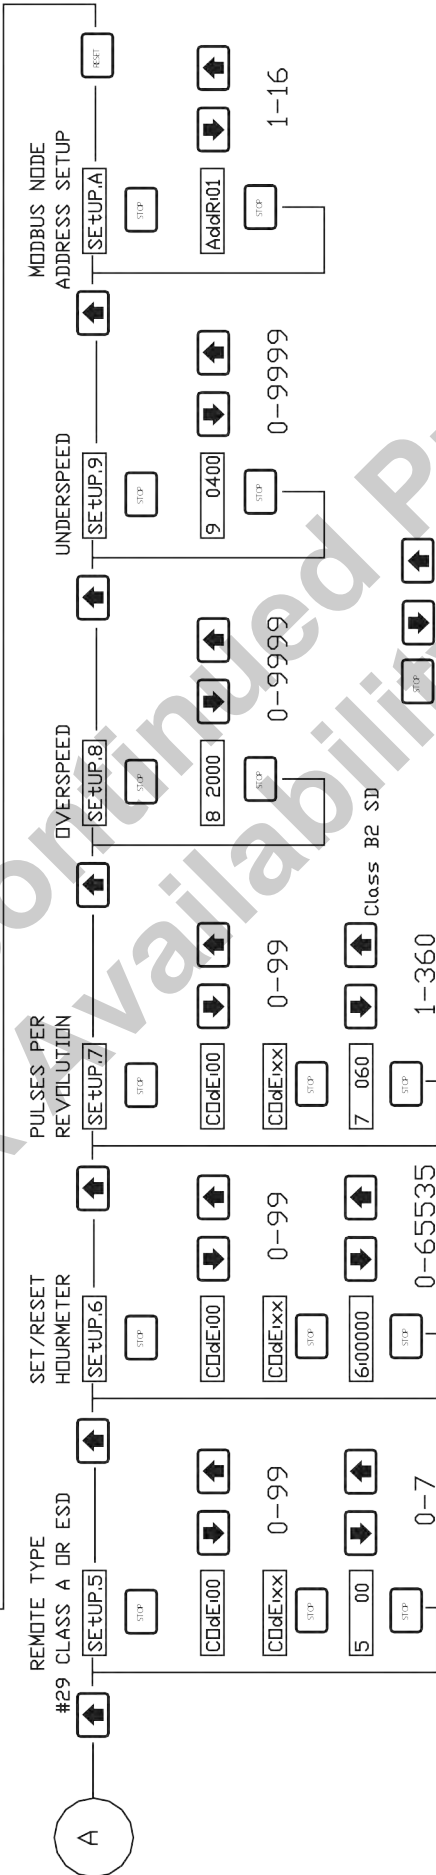 A
REMOTE TYPE
#29 CLASS A OR ESD
SEtUP.5
STOP
COdE:00
0-99
COdE:xx
STOP
5 00
STOP
0-7
SET/RESET
HOURMETER
SEtUP.6
STOP
COdE:00
0-99
COdE:xx
STOP
6:00000
STOP
0-65535
PULSES PER
REVOLUTION
SEtUP.7
STOP
COdE:00
0-99
COdE:xx
STOP
7 060
Class B2 SD
STOP
1-360
OVERSPEED
SEtUP.8
STOP
8 2000
STOP
0-9999
STOP
UNDERSPEED
SEtUP.9
STOP
9 0400
STOP
0-9999
MODBUS NODE
ADDRESS SETUP
SEtUP.A
STOP
AddR:01
STOP
1-16
RESET
Availability